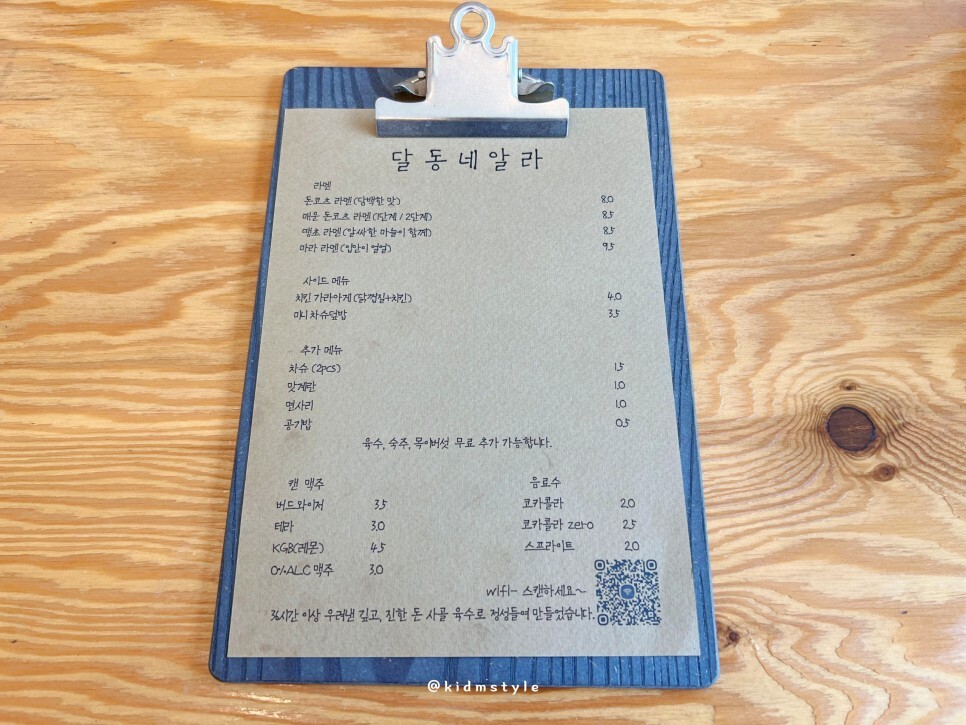 달동네알라
라멘
돈코츠 라멘 (담백한 맛) 8.0
매운 돈코츠 라멘 (1단계 / 2단계) 8.5
맵초 라멘 (알싸한 마늘이 함께) 8.5
마라 라멘 (입안이 얼얼) 9.5
사이드 메뉴
치킨 가라아게 (닭껍질+치킨) 4.0
미니 차슈덮밥 3.5
추가 메뉴
차슈 (2pcs) 1.5
맛계란 1.0
면사리 1.0
공기밥 0.5
육수, 숙주, 목이버섯 무료 추가 가능합니다.
캔 맥주
버드와이저 3.5
테라 3.0
KGB(레몬) 4.5
0%ALC 맥주 3.0
음료수
코카콜라 2.0
코카콜라 zero 2.5
스프라이트 2.0
wifi- 스캔하세요~
36시간 이상 우려낸 깊고, 진한 돈 사골 육수로 정성들여 만들었습니다.
@kidmstyle